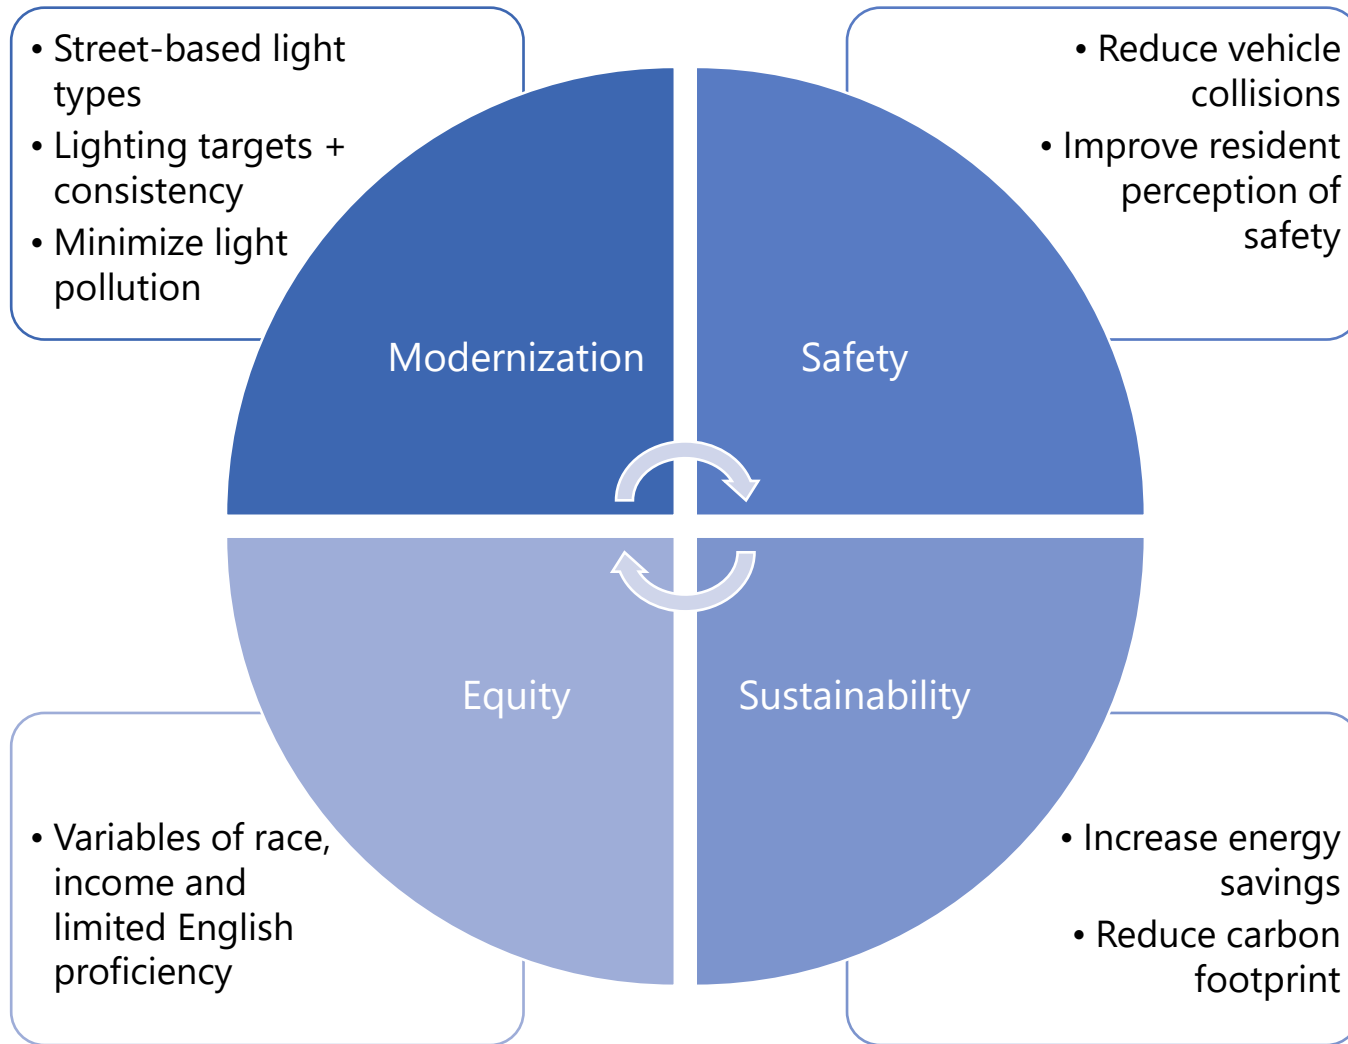 • Street-based light
types
• Lighting targets +
consistency
• Minimize light
pollution
• Reduce vehicle
collisions
• Improve resident
perception of
safety
Modernization
Safety
Equity
Sustainability
• Variables of race,
income and
limited English
proficiency
• Increase energy
savings
• Reduce carbon
footprint